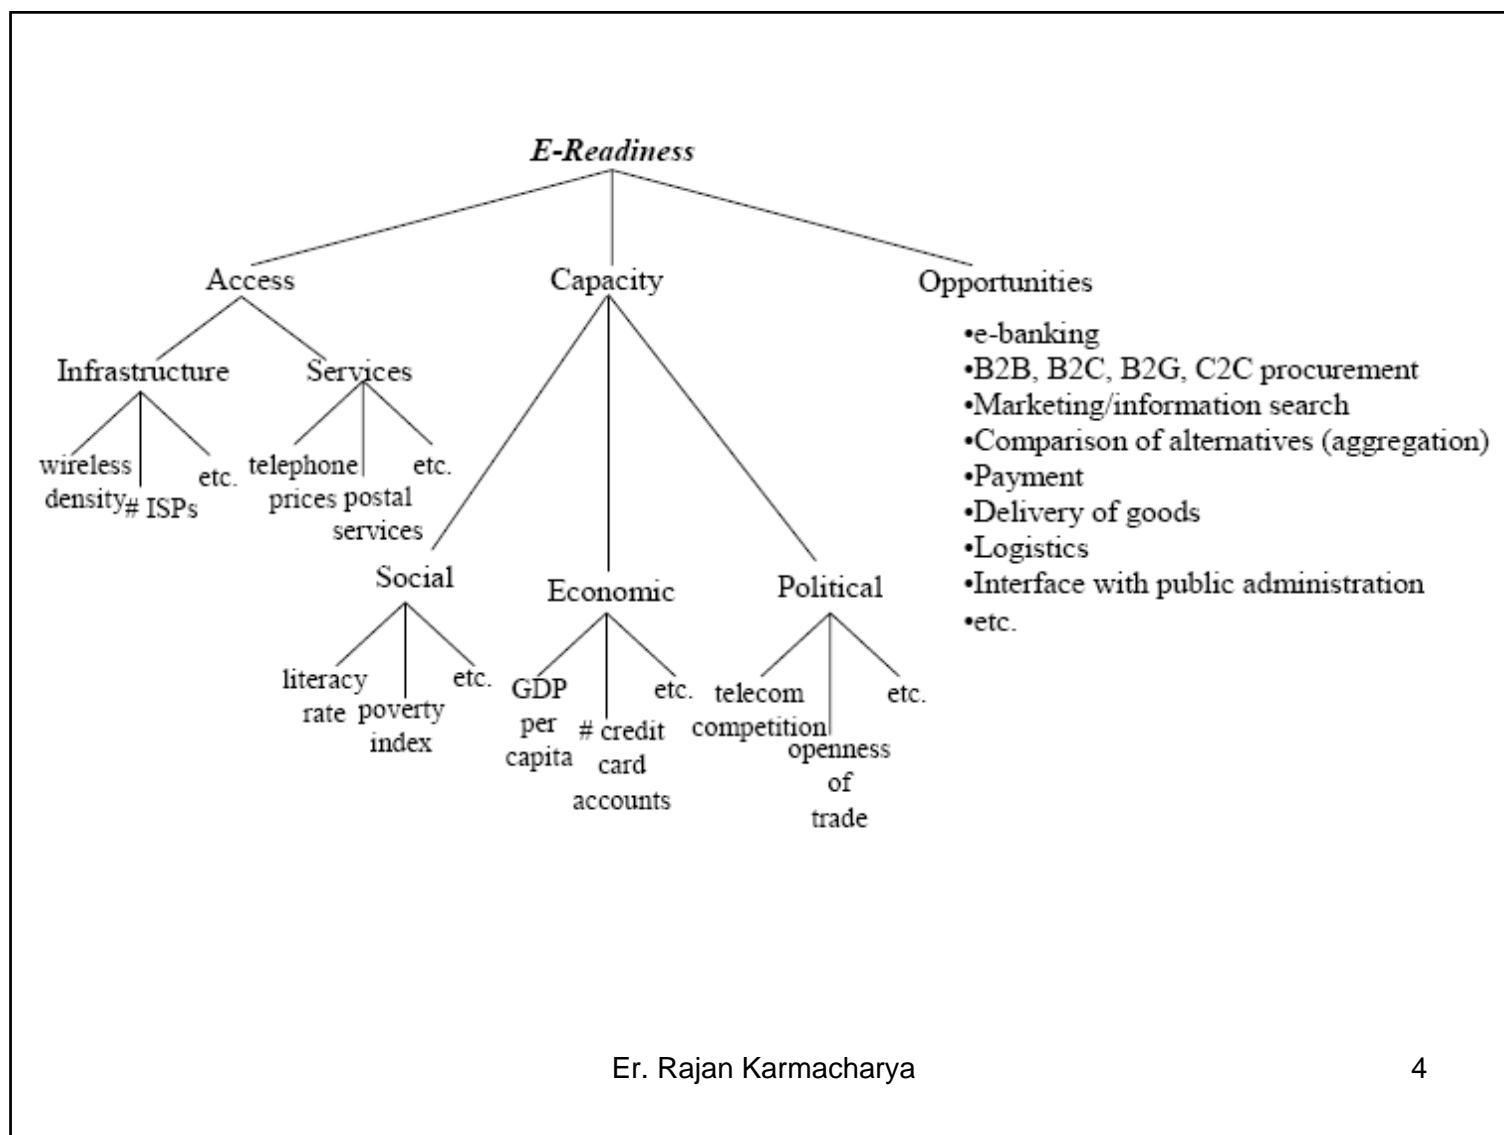 E-Readiness
Access
Capacity
Opportunities
Infrastructure
Services
wireless
density
# ISPs
etc.
telephone
prices
postal
services
etc.
Social
Economic
Political
literacy
rate
poverty
index
etc.
GDP
per
capita
# credit
card
accounts
etc.
telecom
competition
openness
of
trade
etc.
•e-banking
•B2B, B2C, B2G, C2C procurement
•Marketing/information search
•Comparison of alternatives (aggregation)
•Payment
•Delivery of goods
•Logistics
•Interface with public administration
•etc.
Er. Rajan Karmacharya
4